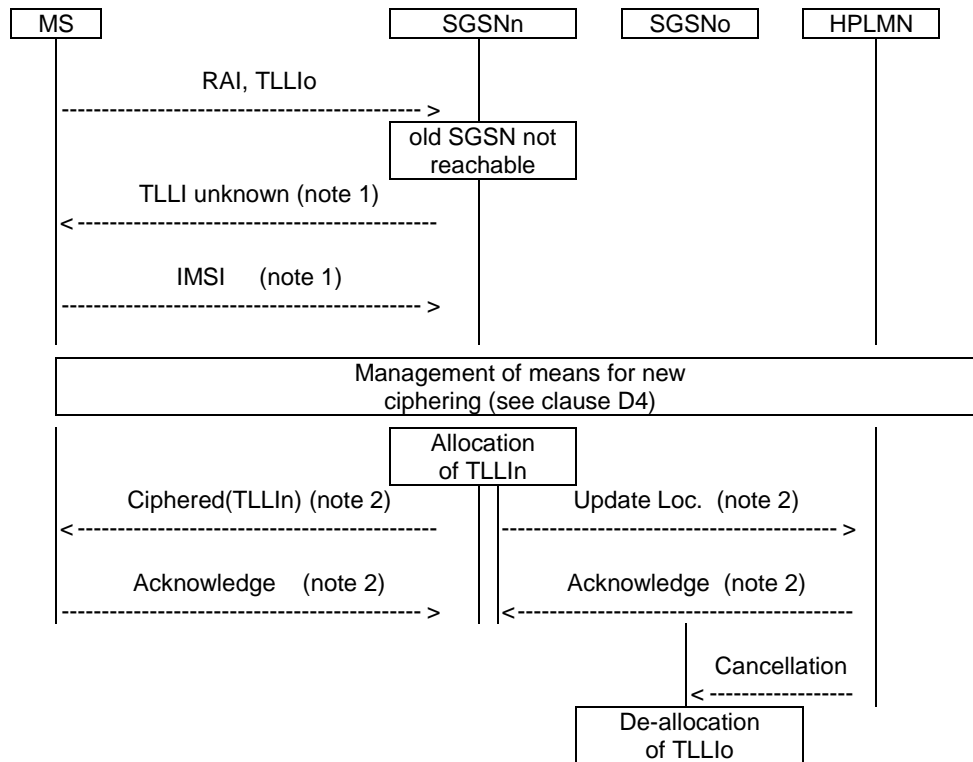 MS SGSNn SGSNo HPLMN
RAI, TLLIo
old SGSN not
reachable
TLLI unknown (note 1)
IMSI (note 1)
Management of means for new
ciphering (see clause D4)
Allocation
of TLLIn
Ciphered(TLLIn) (note 2) Update Loc. (note 2)
Acknowledge (note 2) Acknowledge (note 2)
Cancellation
De-allocation
of TLLIo